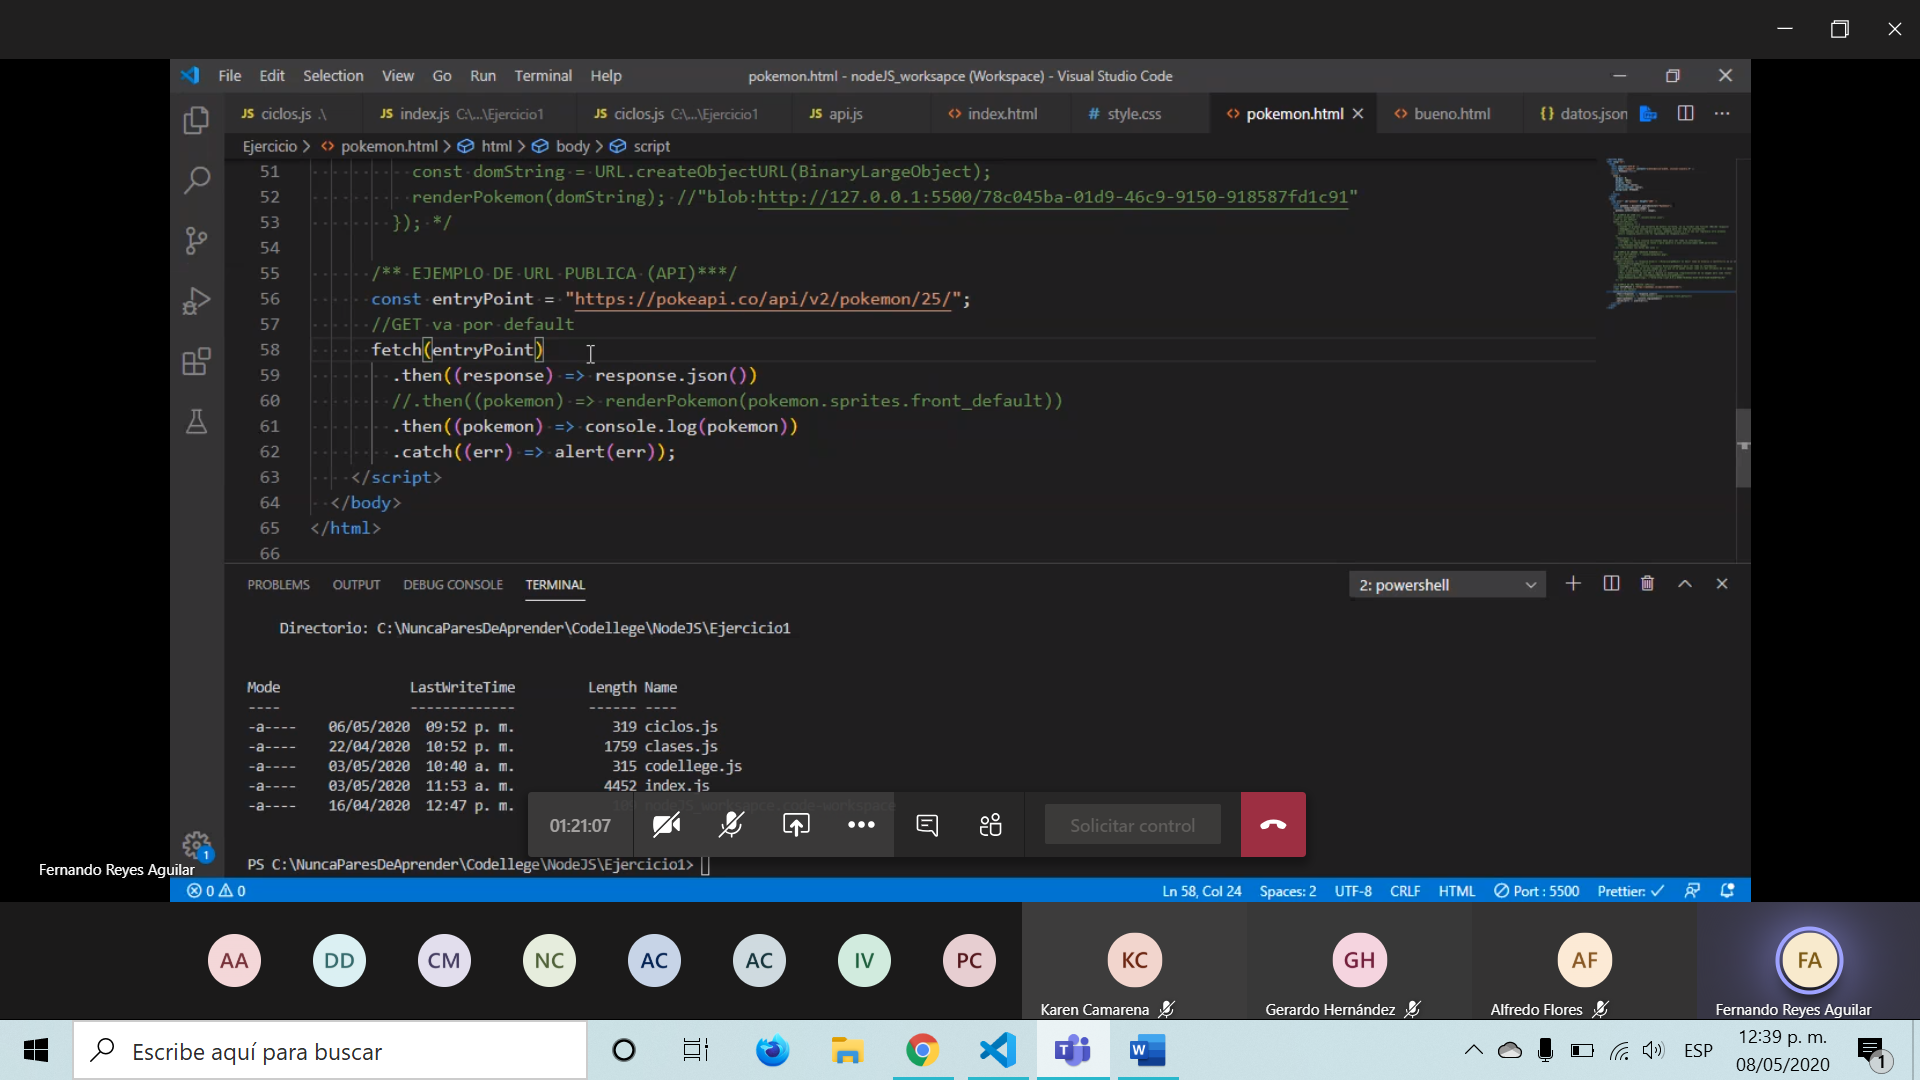 File Edit Selection View Go Run Terminal Help pokemon.html - nodeJS_worksapce (Workspace) - Visual Studio Code
JS ciclos.js .\ JS index.js C:\...\Ejercicio1 JS ciclos.js C:\...\Ejercicio1 JS api.js <> index.html # style.css <> pokemon.html <> bueno.html {} datos.json
Ejercicio > <> pokemon.html > html > body > script
51 const domString = URL.createObjectURL(BinaryLargeObject);
52 renderPokemon(domString); //"blob:http://127.0.0.1:5500/78c045ba-01d9-46c9-9150-918587fd1c91"
53 }); */
54
55 /** EJEMPLO DE URL PUBLICA (API)***/
56 const entryPoint = "https://pokeapi.co/api/v2/pokemon/25/";
57 //GET va por default
58 fetch(entryPoint)
59 .then((response) => response.json())
60 //.then((pokemon) => renderPokemon(pokemon.sprites.front_default))
61 .then((pokemon) => console.log(pokemon))
62 .catch((err) => alert(err));
63 </script>
64 </body>
65 </html>
66
PROBLEMS OUTPUT DEBUG CONSOLE TERMINAL 2: powershell
Directorio: C:\NuncaParesDeAprender\Codellege\NodeJS\Ejercicio1
Mode LastWriteTime Length Name
---- ------------- ------ ----
-a---- 06/05/2020 09:52 p. m. 319 ciclos.js
-a---- 22/04/2020 10:52 p. m. 1759 clases.js
-a---- 03/05/2020 10:40 a. m. 315 codellege.js
-a---- 03/05/2020 11:53 a. m. 4452 index.js
-a---- 16/04/2020 12:47 p. m.
01:21:07 Solicitar control
1
PS C:\NuncaParesDeAprender\Codellege\NodeJS\Ejercicio1>
Fernando Reyes Aguilar
0 0 Ln 58, Col 24 Spaces: 2 UTF-8 CRLF HTML Port : 5500 Prettier:
AA DD CM NC AC AC IV PC KC GH AF FA
Karen Camarena Gerardo Hernández Alfredo Flores Fernando Reyes Aguilar
Escribe aquí para buscar
ESP
12:39 p. m.
08/05/2020
1